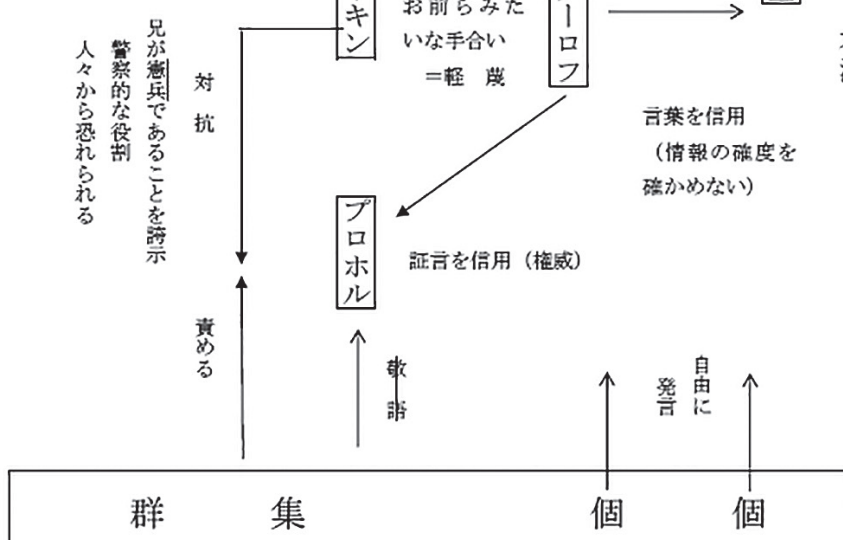 兄が憲兵であることを誇示
警察的な役割
人々から恐れられる
対抗
キン
お前らみた
いな手合い
＝軽蔑
ーロフ
言葉を信用
（情報の確度を
確かめない）
プロホル
証言を信用（権威）
責める
敬語
自由に
発言
群集
個
個